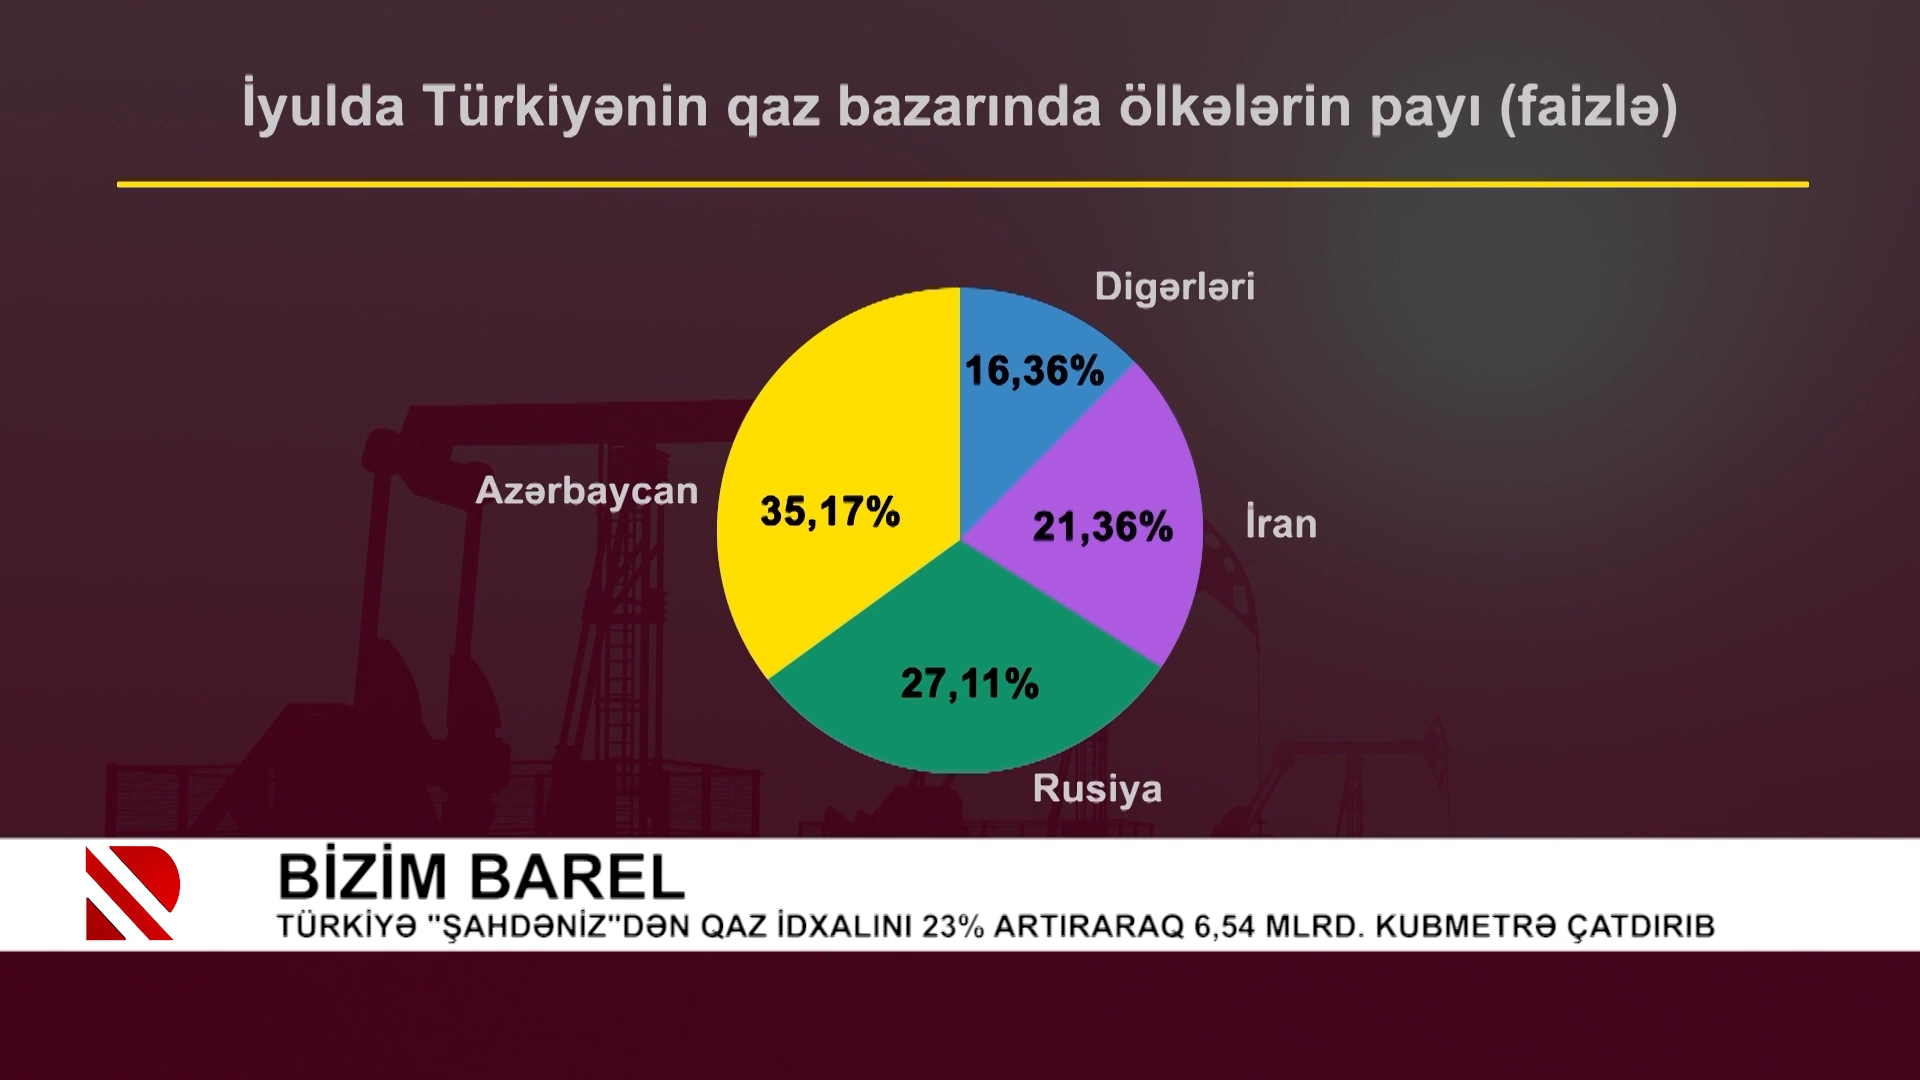 İyulda Türkiyənin qaz bazarında ölkələrin payı (faizlə)
Digərləri
16,36%
Azərbaycan
35,17%
21,36%
İran
27,11%
Rusiya
BİZİM BAREL
TÜRKİYƏ "ŞAHDƏNİZ"DƏN QAZ İDXALINI 23% ARTIRARAQ 6,54 MLRD. KUBMETRƏ ÇATDIRIB